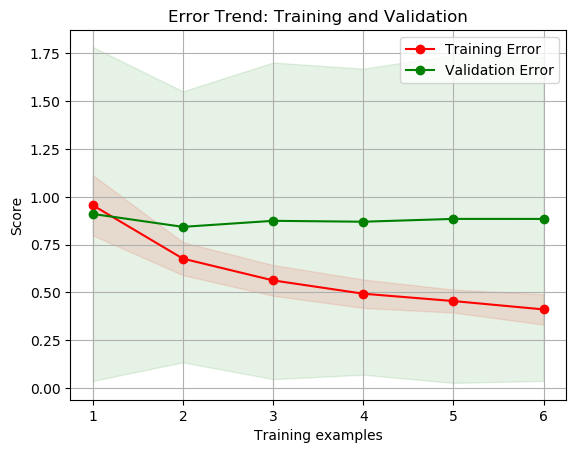 Error Trend: Training and Validation
Training Error
Validation Error
1.75
1.50
1.25
1.00
0.75
0.50
0.25
0.00
Score
1 2 3 4 5 6
Training examples